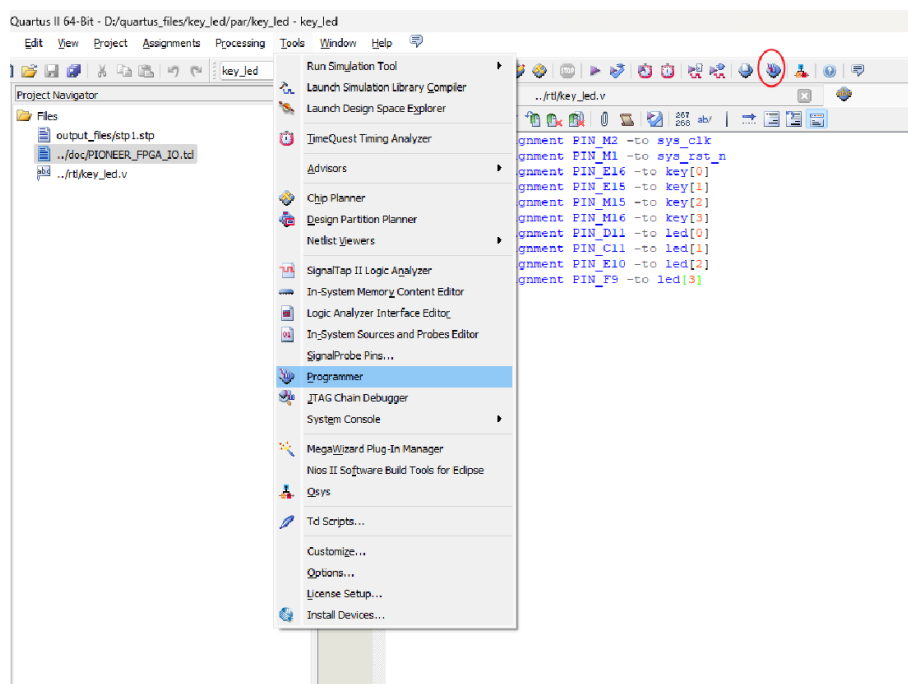 Quartus II 64-Bit - D:/quartus_files/key_led/par/key_led - key_led
Edit View Project Assignments Processing Tools Window Help
key_led
Project Navigator
Files
output_files/stp1.stp
../doc/PIONEER_FPGA_IO.tcl
../rtl/key_led.v
Run Simulation Tool
Launch Simulation Library Compiler
Launch Design Space Explorer
TimeQuest Timing Analyzer
Advisors
Chip Planner
Design Partition Planner
Netlist Viewers
SignalTap II Logic Analyzer
In-System Memory Content Editor
Logic Analyzer Interface Editor
In-System Sources and Probes Editor
SignalProbe Pins...
Programmer
JTAG Chain Debugger
System Console
MegaWizard Plug-In Manager
Nios II Software Build Tools for Eclipse
Qsys
Tcl Scripts...
Customize...
Options...
License Setup...
Install Devices...
STOP
../rtl/key_led.v
267
268
ab/
gnment PIN_M2 -to sys_clk
gnment PIN_M1 -to sys_rst_n
gnment PIN_E16 -to key[0]
gnment PIN_E15 -to key[1]
gnment PIN_M15 -to key[2]
gnment PIN_M16 -to key[3]
gnment PIN_D11 -to led[0]
gnment PIN_C11 -to led[1]
gnment PIN_E10 -to led[2]
gnment PIN_F9 -to led[3]